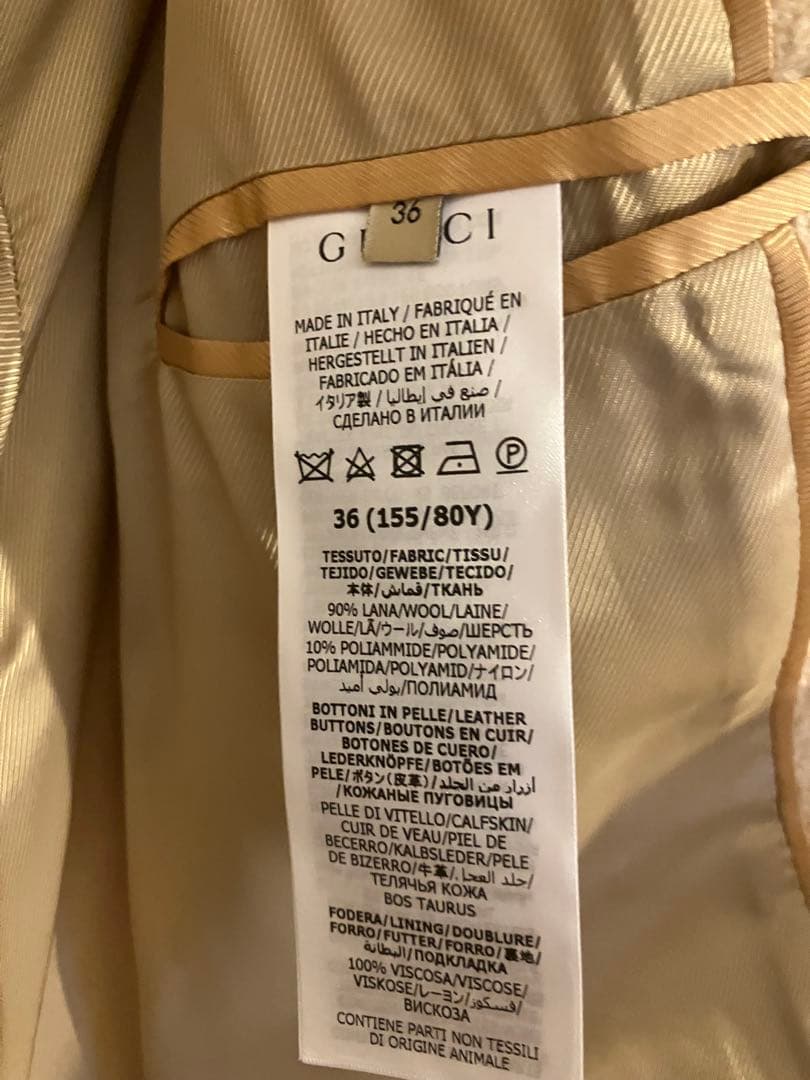 36
G CCI
MADE IN ITALY / FABRIQUÉ EN
ITALIE / HECHO EN ITALIA /
HERGESTELLT IN ITALIEN /
FABRICADO EM ITÁLIA /
イタリア製 / صنع في إيطاليا /
СДЕЛАНО В ИТАЛИИ
P
36 (155/80Y)
TESSUTO/FABRIC/TISSU/
TEJIDO/GEWEBE/TECIDO/
本体/قماش/ТКАНЬ
90% LANA/WOOL/LAINE/
WOLLE/LÃ/ウール/صوف/ШЕРСТЬ
10% POLIAMMIDE/POLYAMIDE/
POLIAMIDA/POLYAMID/ナイロン/
بولي أميد/ПОЛИАМИД
BOTTONI IN PELLE/LEATHER
BUTTONS/BOUTONS EN CUIR/
BOTONES DE CUERO/
LEDERKNÖPFE/BOTÕES EM
PELE/ボタン(皮革)/أزرار من الجلد
/КОЖАНЫЕ ПУГОВИЦЫ
PELLE DI VITELLO/CALFSKIN/
CUIR DE VEAU/PIEL DE
BECERRO/KALBSLEDER/PELE
DE BIZERRO/牛革/جلد العجل/
ТЕЛЯЧЬЯ КОЖА
BOS TAURUS
FODERA/LINING/DOUBLURE/
FORRO/FUTTER/FORRO/裏地/
البطانة/ПОДКЛАДКА
100% VISCOSA/VISCOSE/
VISKOSE/レーヨン/فسكوز/
ВИСКОЗА
CONTIENE PARTI NON TESSILI
DI ORIGINE ANIMALE